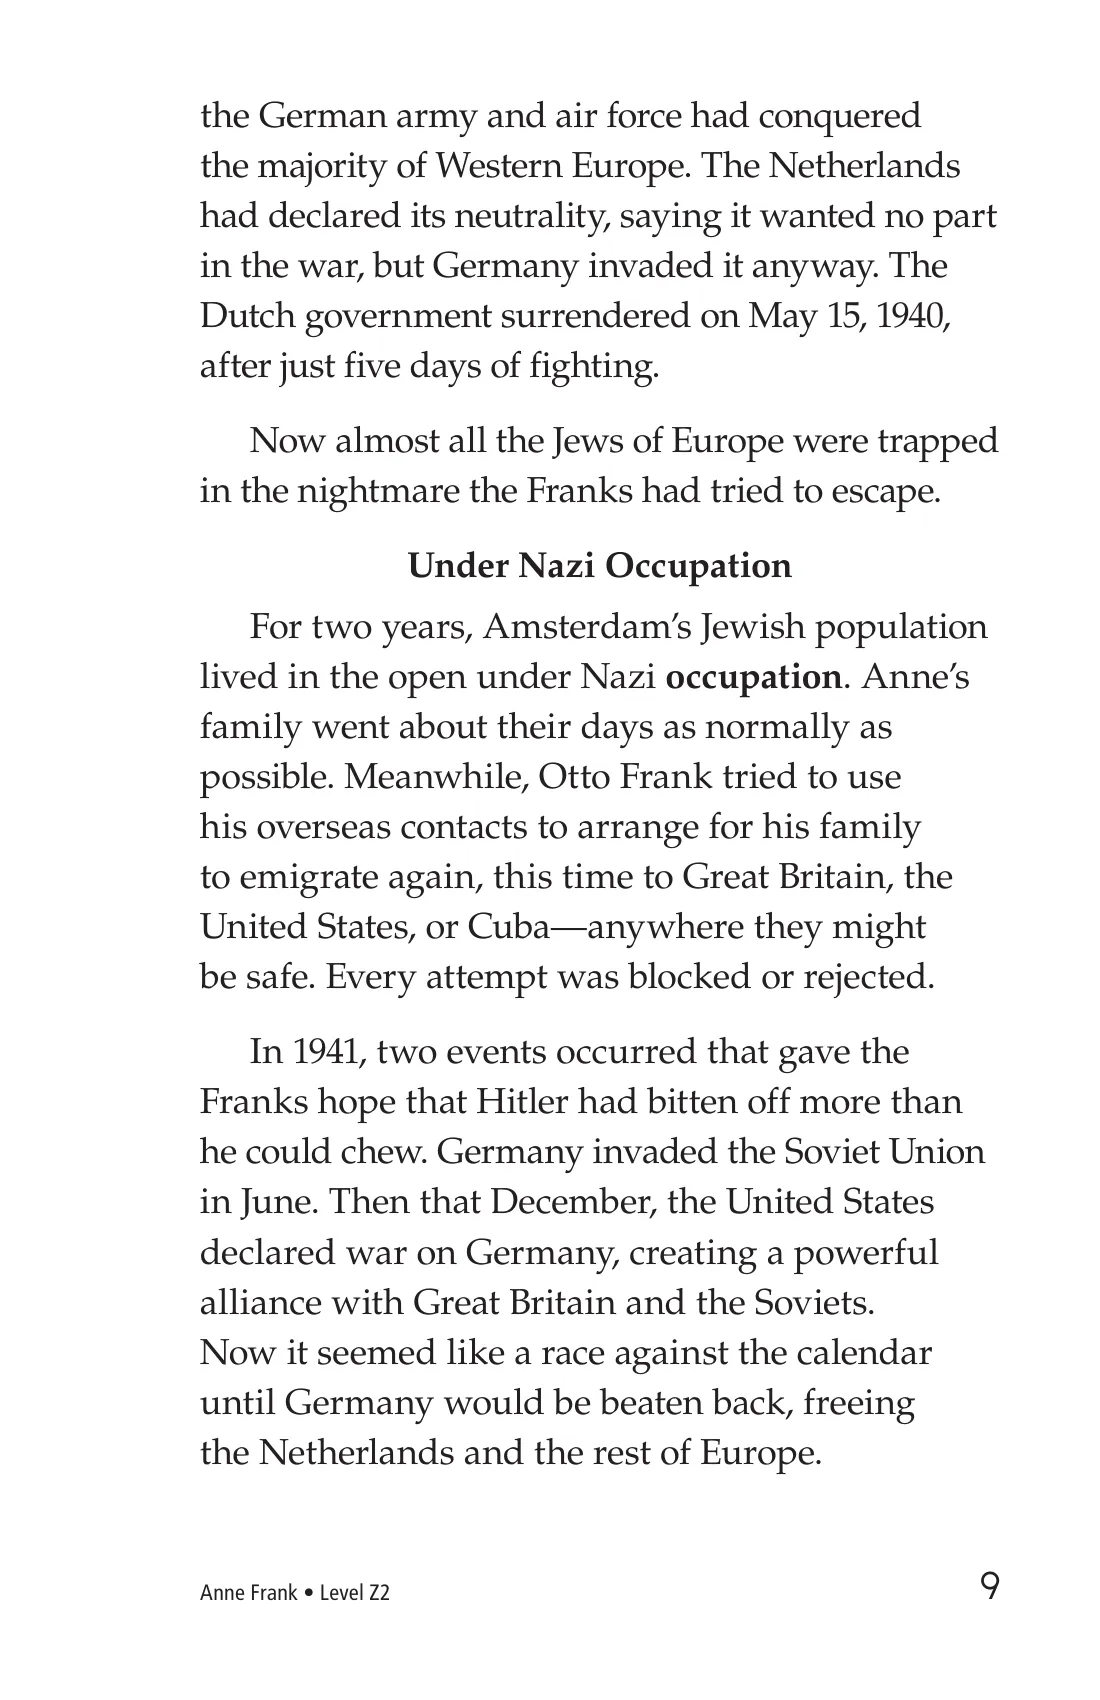 the German army and air force had conquered
the majority of Western Europe. The Netherlands
had declared its neutrality, saying it wanted no part
in the war, but Germany invaded it anyway. The
Dutch government surrendered on May 15, 1940,
after just five days of fighting.
Now almost all the Jews of Europe were trapped
in the nightmare the Franks had tried to escape.
Under Nazi Occupation
For two years, Amsterdam’s Jewish population
lived in the open under Nazi occupation. Anne’s
family went about their days as normally as
possible. Meanwhile, Otto Frank tried to use
his overseas contacts to arrange for his family
to emigrate again, this time to Great Britain, the
United States, or Cuba—anywhere they might
be safe. Every attempt was blocked or rejected.
In 1941, two events occurred that gave the
Franks hope that Hitler had bitten off more than
he could chew. Germany invaded the Soviet Union
in June. Then that December, the United States
declared war on Germany, creating a powerful
alliance with Great Britain and the Soviets.
Now it seemed like a race against the calendar
until Germany would be beaten back, freeing
the Netherlands and the rest of Europe.
Anne Frank • Level Z2 9